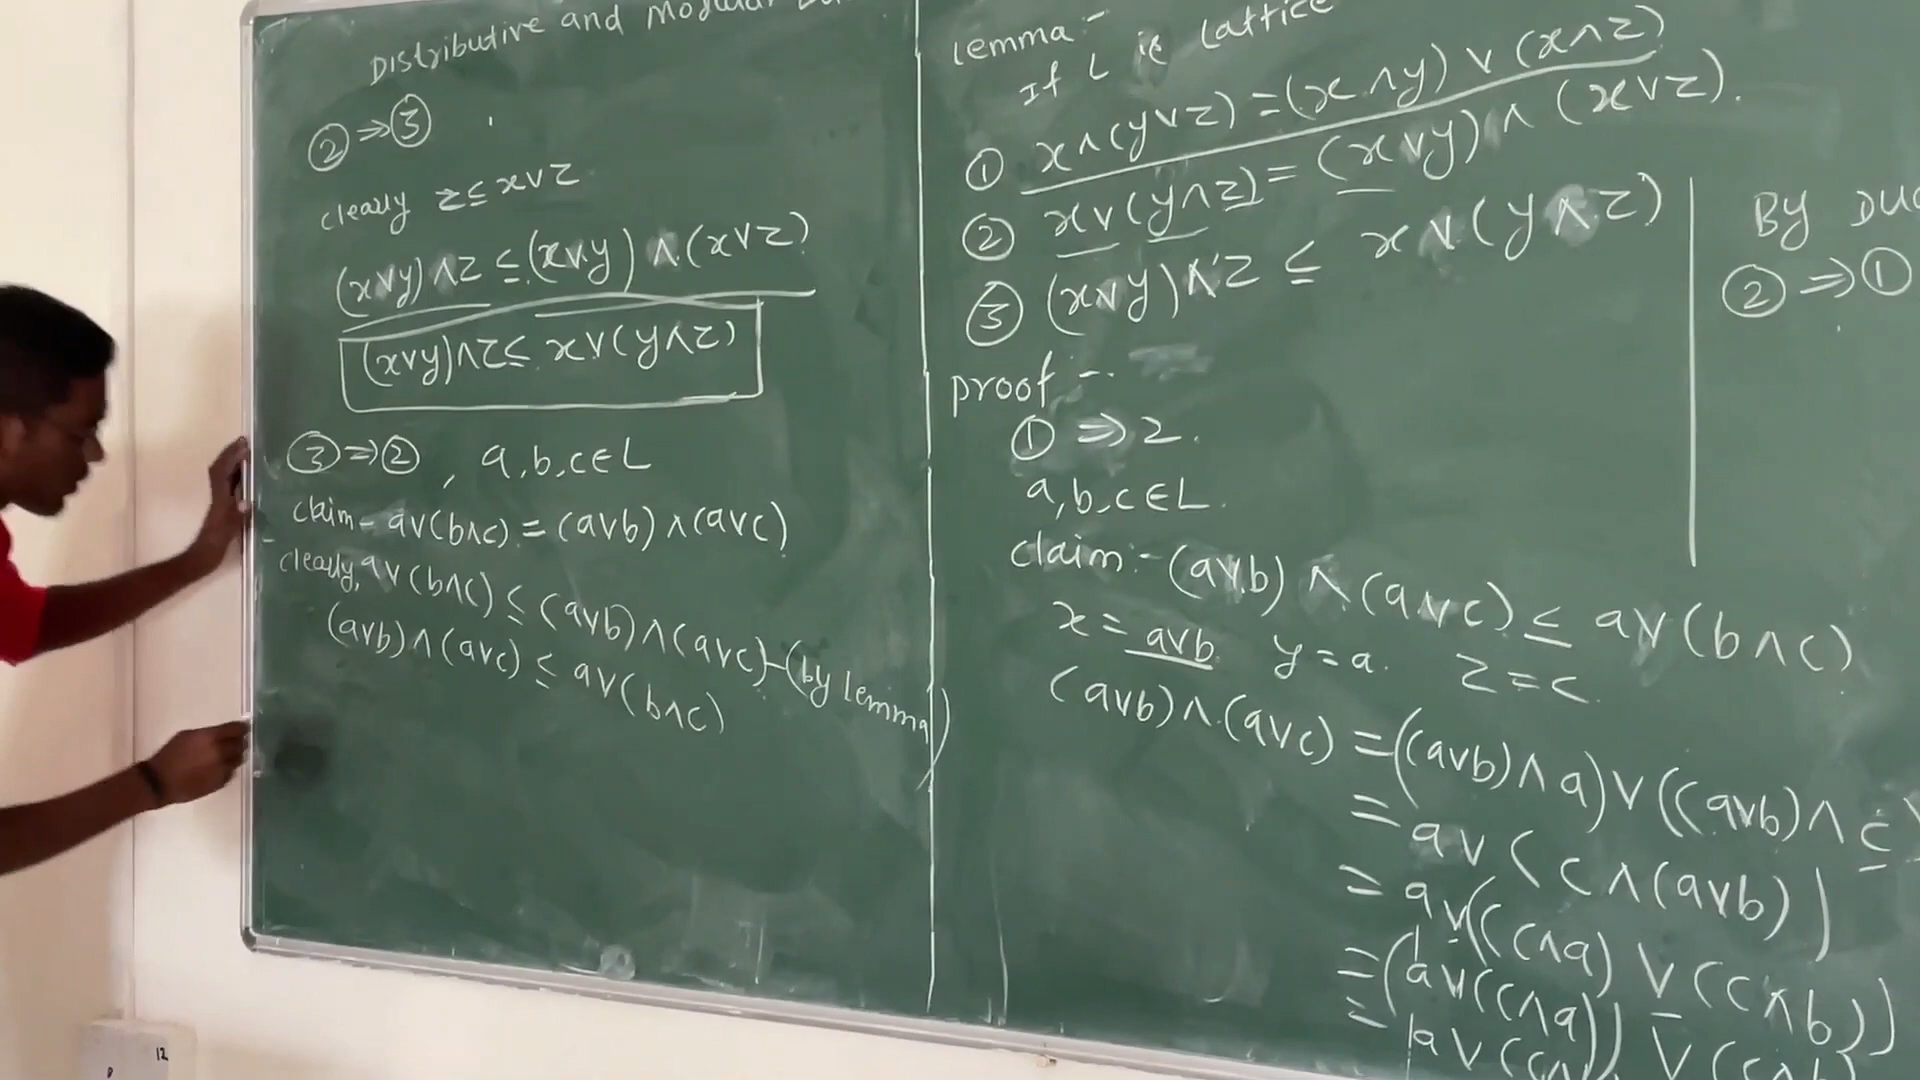 Distributive and Modular
② ⇒ ③
clearly z ≤ x∨z
(x∨y)∧z ≤ (x∨y) ∧ (x∨z)
(x∨y)∧z ≤ x∨(y∧z)
③ ⇒ ② , a,b,c∈L
claim- a∨(b∧c) = (a∨b) ∧ (a∨c)
clearly, a∨(b∧c) ≤ (a∨b) ∧ (a∨c) - (by Lemma)
(a∨b) ∧ (a∨c) ≤ a∨(b∧c)
Lemma:-
If L is Lattice
① x∧(y∨z) = (x∧y) ∨ (x∧z)
② x∨(y∧z) = (x∨y) ∧ (x∨z).
③ (x∨y)∧z ≤ x∨(y∧z)
proof:-
① ⇒ 2.
a,b,c∈L.
claim:- (a∨b) ∧ (a∨c) ≤ a∨(b∧c)
x = a∨b y = a. z = c
(a∨b)∧(a∨c) = ((a∨b)∧a)∨((a∨b)∧c
= a∨(c∧(a∨b))
= a∨((c∧a) ∨ (c∧b))
= (a∨(c∧a)) ∨ (c∧b)
By
② ⇒ ①
12